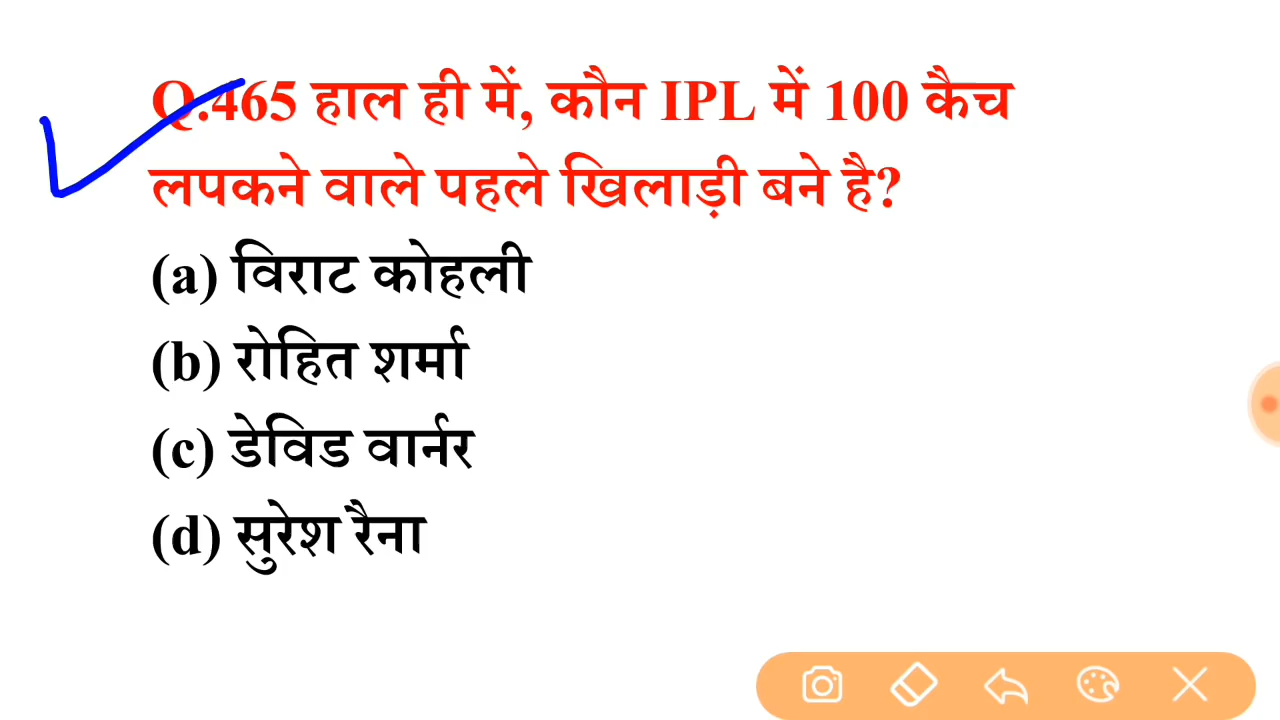 Q.465 हाल ही में, कौन IPL में 100 कैच
लपकने वाले पहले खिलाड़ी बने है?
(a) विराट कोहली
(b) रोहित शर्मा
(c) डेविड वार्नर
(d) सुरेश रैना